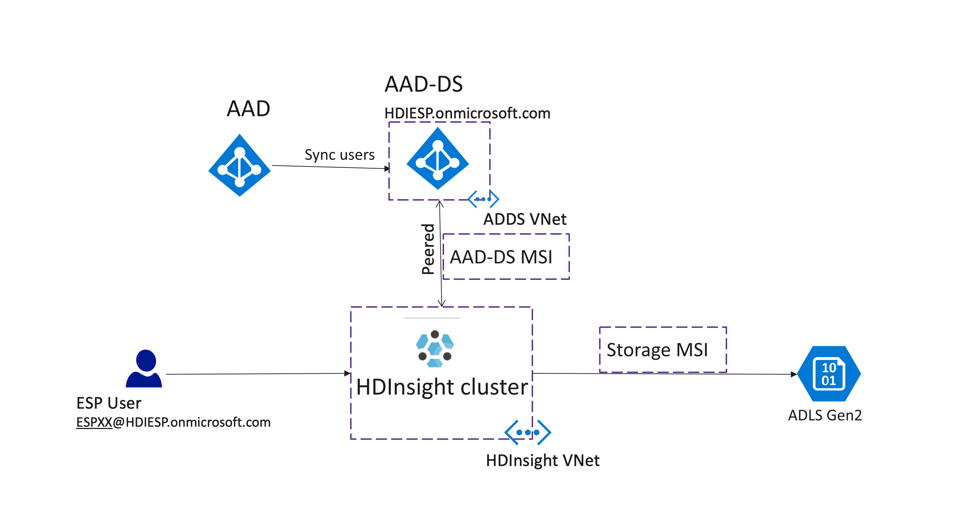 AAD-DS
AAD
HDIESP.onmicrosoft.com
Sync users
ADDS VNet
Peered
AAD-DS MSI
Storage MSI
10
01
HDInsight cluster
ESP User
ESPXX@HDIESP.onmicrosoft.com
ADLS Gen2
HDInsight VNet